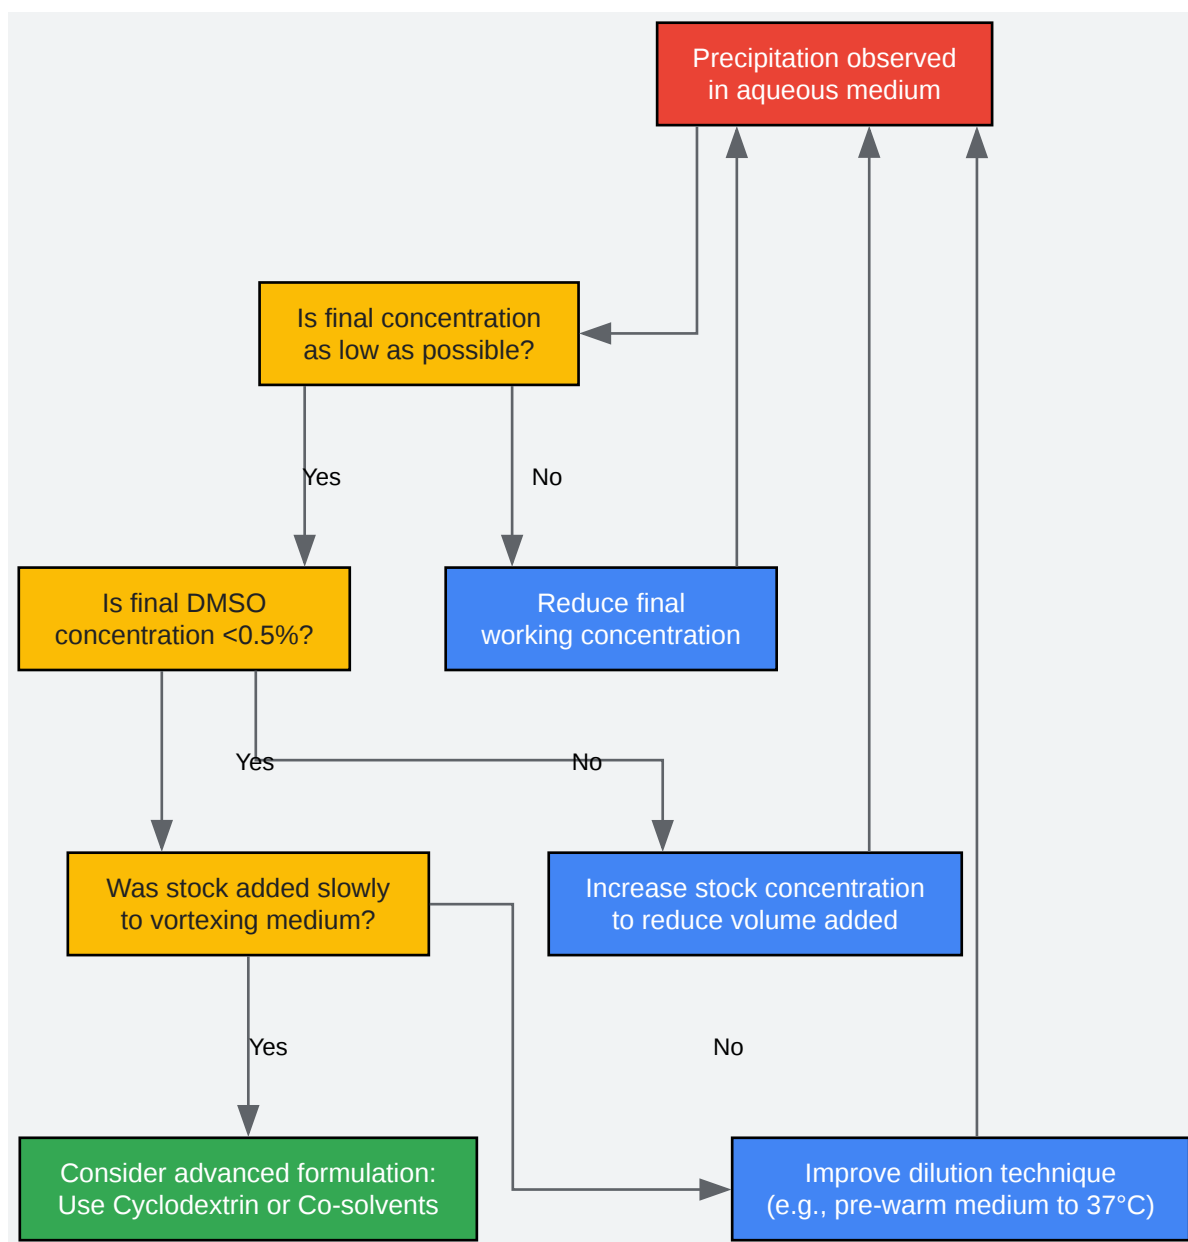 Precipitation observed
in aqueous medium
Is final concentration
as low as possible?
Yes
No
Is final DMSO
concentration <0.5%?
Reduce final
working concentration
Yes
No
Was stock added slowly
to vortexing medium?
Increase stock concentration
to reduce volume added
Yes
No
Consider advanced formulation:
Use Cyclodextrin or Co-solvents
Improve dilution technique
(e.g., pre-warm medium to 37°C)